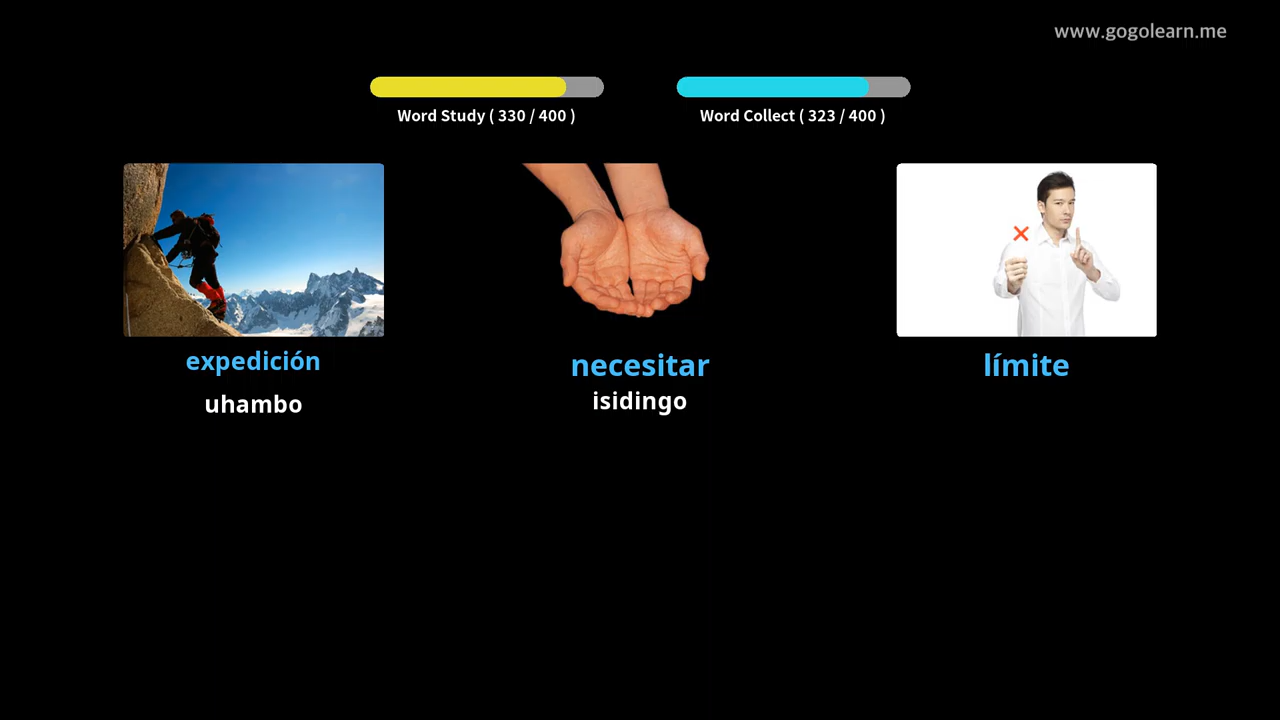 www.gogolearn.me
Word Study ( 330 / 400 )
Word Collect ( 323 / 400 )
expedición
necesitar
límite
uhambo
isidingo